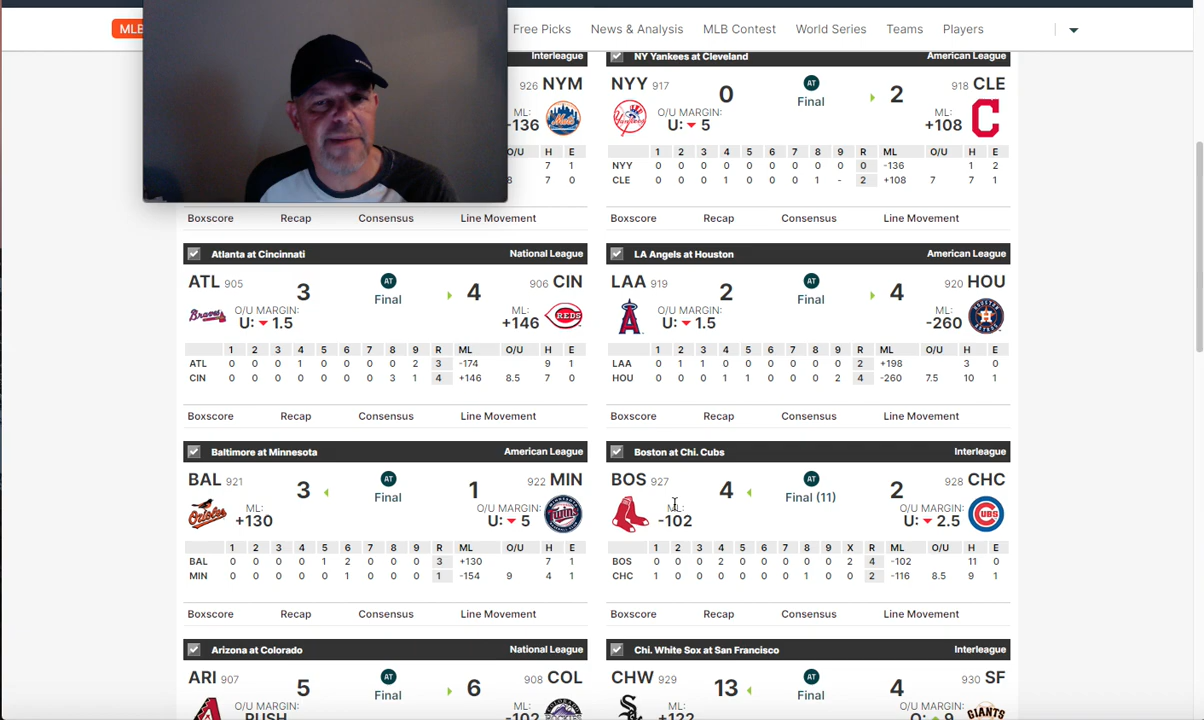 MLB
Free Picks
News & Analysis
MLB Contest
World Series
Teams
Players
Interleague
926 NYM
-136
O/U
7 1
8 7 0
Boxscore Recap Consensus Line Movement
NY Yankees at Cleveland American League
NYY 917 0 AT Final 2 918 CLE
O/U MARGIN: U: 5
ML: +108
1 2 3 4 5 6 7 8 9 R ML O/U H E
NYY 0 0 0 0 0 0 0 0 0 0 -136 1 2
CLE 0 0 0 1 0 0 0 1 - 2 +108 7 7 1
Boxscore Recap Consensus Line Movement
Atlanta at Cincinnati National League
ATL 905 3 AT Final 4 906 CIN
O/U MARGIN: U: 1.5
ML: +146
Braves
REDS
1 2 3 4 5 6 7 8 9 R ML O/U H E
ATL 0 0 0 1 0 0 0 0 2 3 -174 9 1
CIN 0 0 0 0 0 0 0 3 1 4 +146 8.5 7 0
Boxscore Recap Consensus Line Movement
LA Angels at Houston American League
LAA 919 2 AT Final 4 920 HOU
O/U MARGIN: U: 1.5
ML: -260
1 2 3 4 5 6 7 8 9 R ML O/U H E
LAA 0 1 1 0 0 0 0 0 0 2 +198 3 0
HOU 0 0 0 1 1 0 0 0 2 4 -260 7.5 10 1
Boxscore Recap Consensus Line Movement
Baltimore at Minnesota American League
BAL 921 3 AT Final 1 922 MIN
ML: +130
O/U MARGIN: U: 5
1 2 3 4 5 6 7 8 9 R ML O/U H E
BAL 0 0 0 0 1 2 0 0 0 3 +130 7 1
MIN 0 0 0 0 0 1 0 0 0 1 -154 9 4 1
Boxscore Recap Consensus Line Movement
Boston at Chi. Cubs Interleague
BOS 927 4 AT Final (11) 2 928 CHC
ML: -102
O/U MARGIN: U: 2.5
1 2 3 4 5 6 7 8 9 X R ML O/U H E
BOS 0 0 0 2 0 0 0 0 0 2 4 -102 11 0
CHC 1 0 0 0 0 0 0 1 0 0 2 -116 8.5 9 1
Boxscore Recap Consensus Line Movement
Arizona at Colorado National League
ARI 907 5 AT Final 6 908 COL
PUSH
-102
Chi. White Sox at San Francisco Interleague
CHW 929 13 AT Final 4 930 SF
ML: +122
O/U MARGIN: O: 9
GIANTS